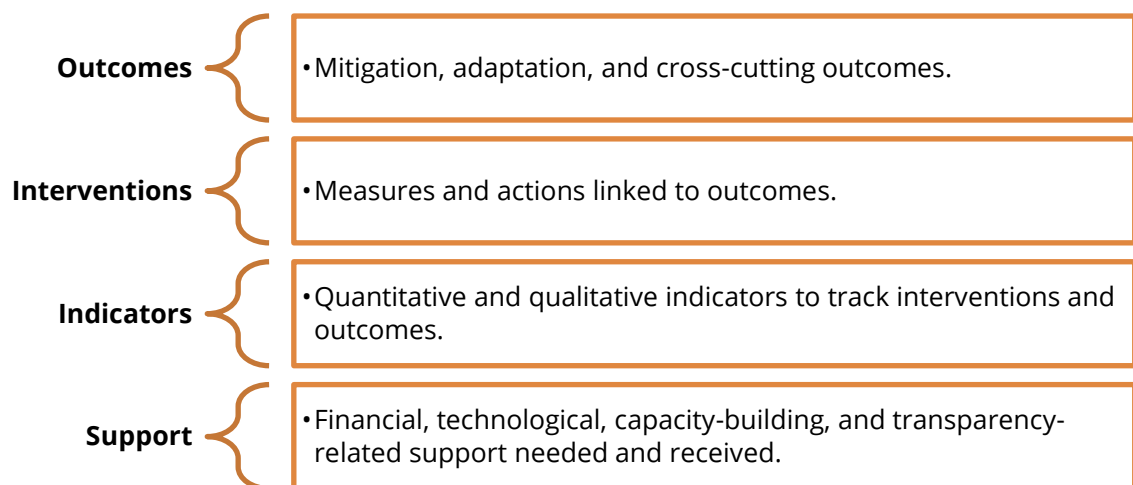 Outcomes
•Mitigation, adaptation, and cross-cutting outcomes.
Interventions
•Measures and actions linked to outcomes.
Indicators
•Quantitative and qualitative indicators to track interventions and
outcomes.
Support
•Financial, technological, capacity-building, and transparency-
related support needed and received.